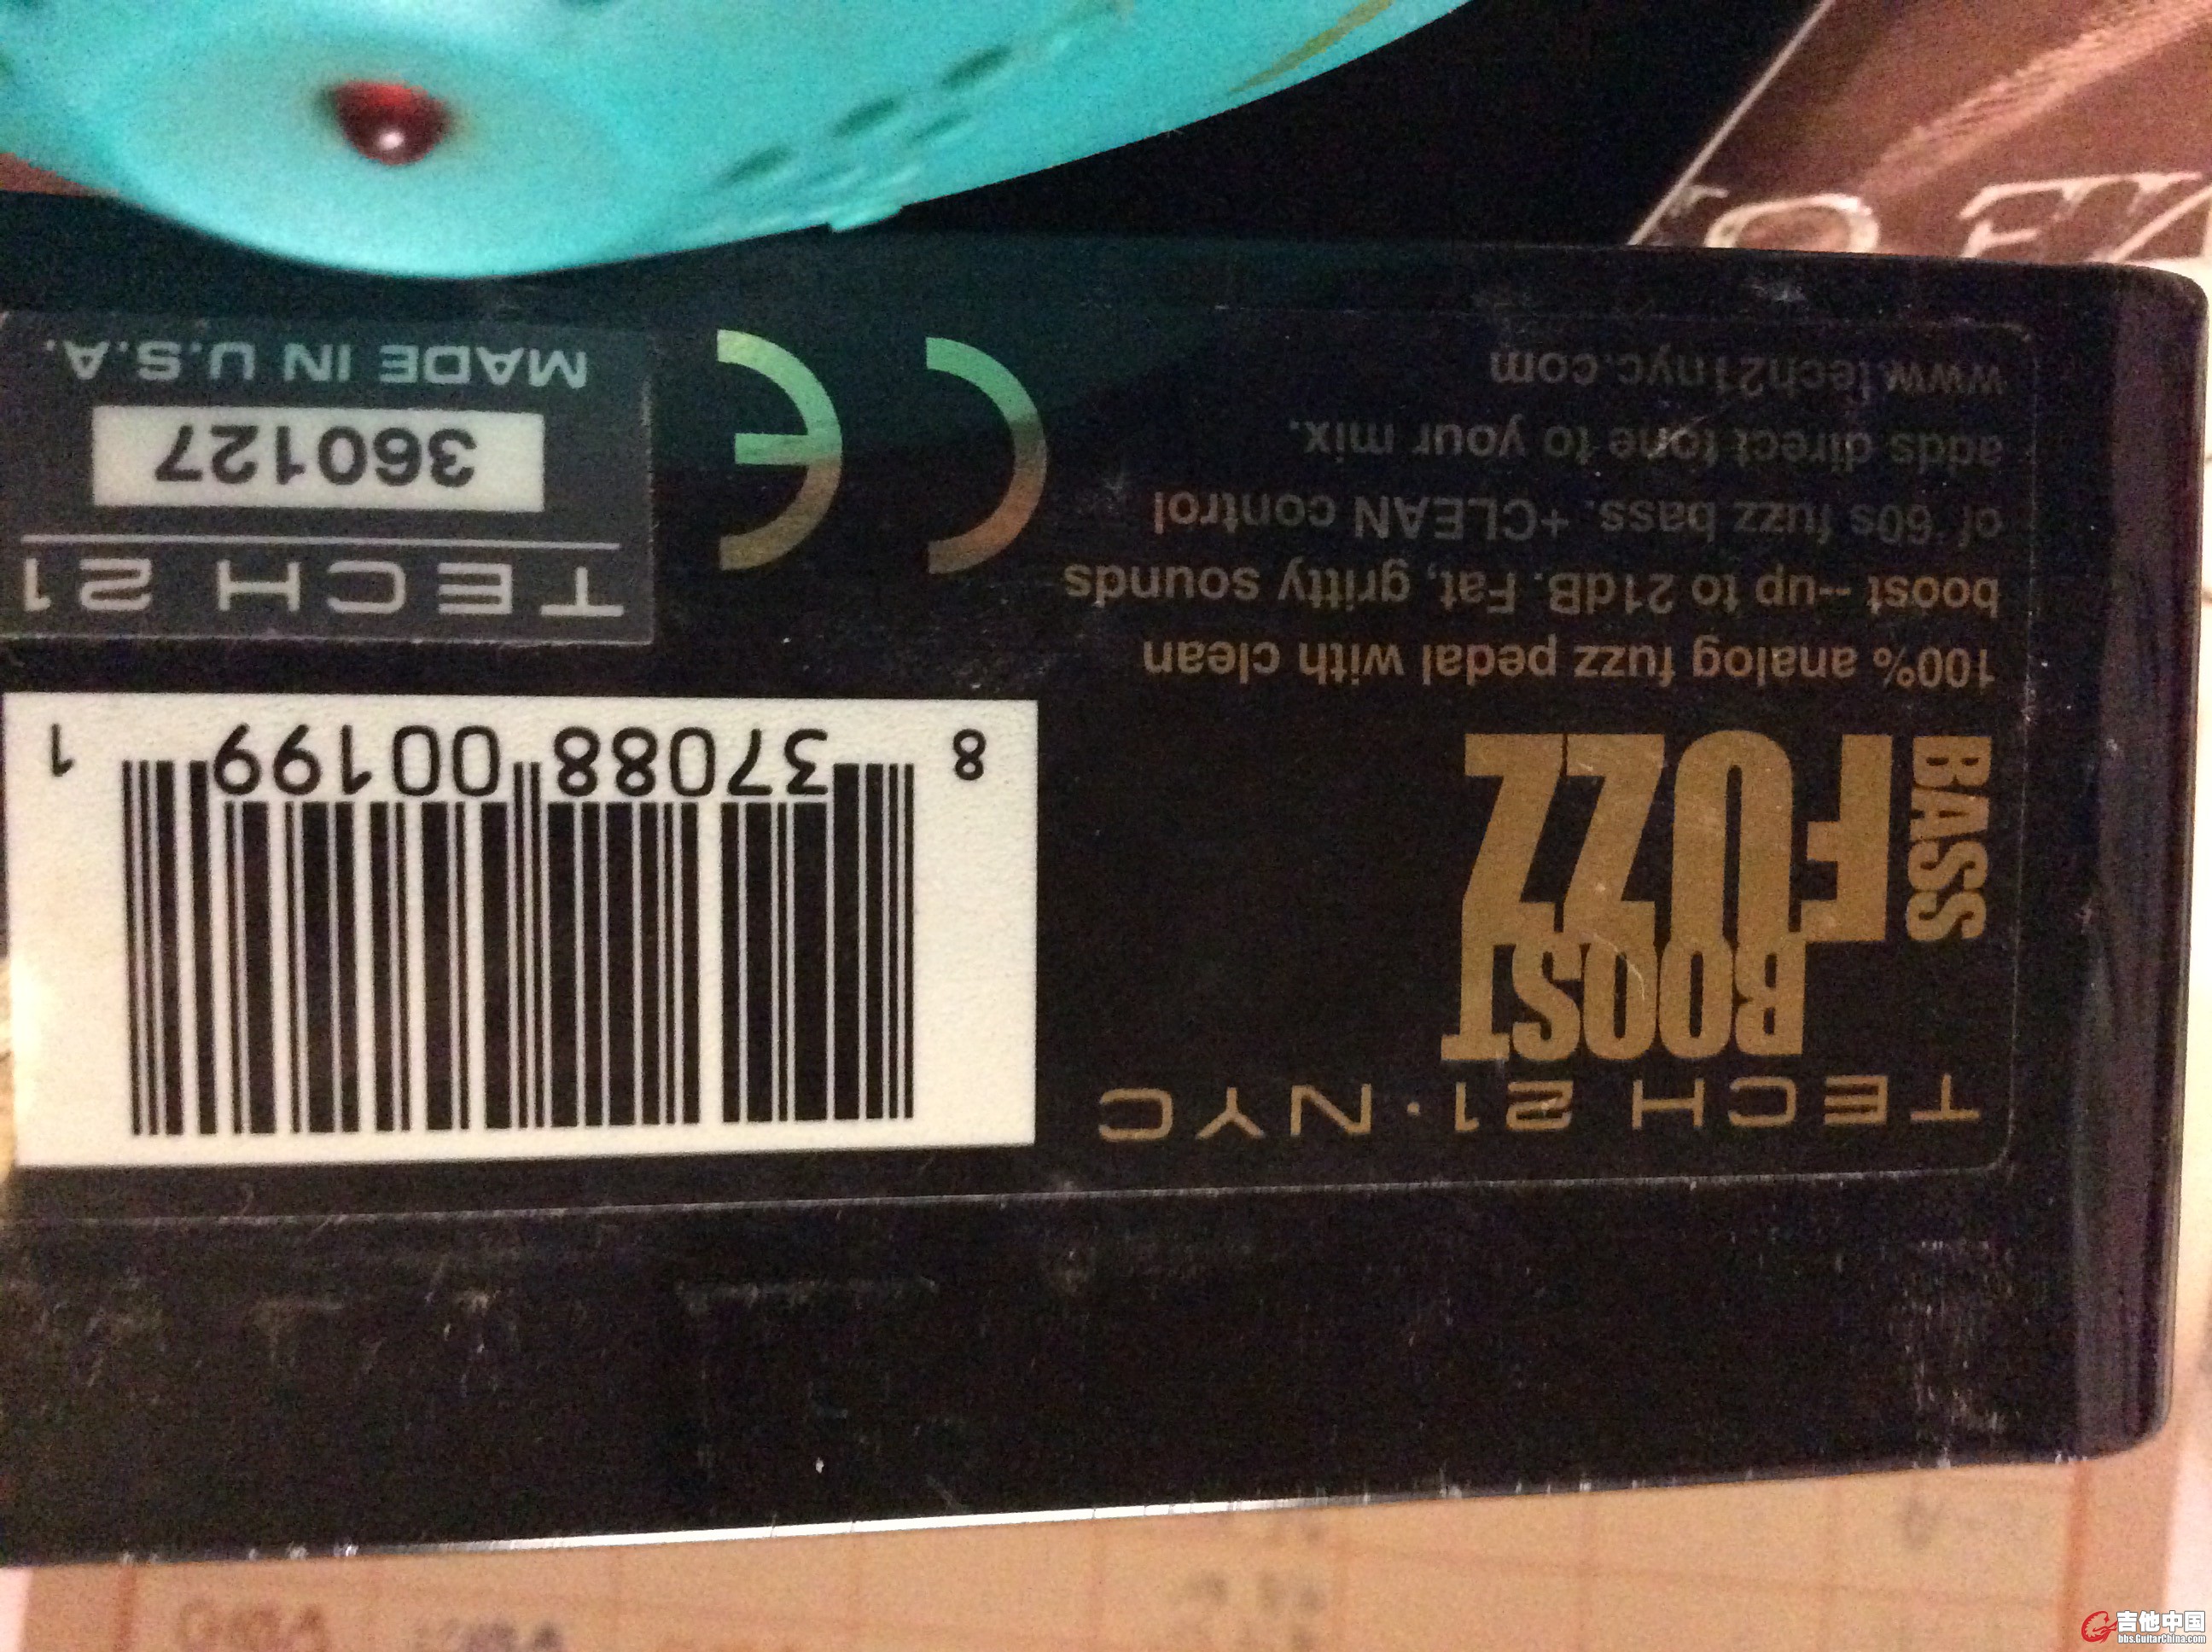 TECH 21 · NYC
BOOST
BASS FUZZ
100% analog fuzz pedal with clean
boost --up to 21dB. Fat, gritty sounds
of '60s fuzz bass. +CLEAN control
adds direct tone to your mix.
www.tech21nyc.com
8 37088 00199 1
TECH 21
360127
MADE IN U.S.A.
CE
吉他中国
bbs.GuitarChina.com